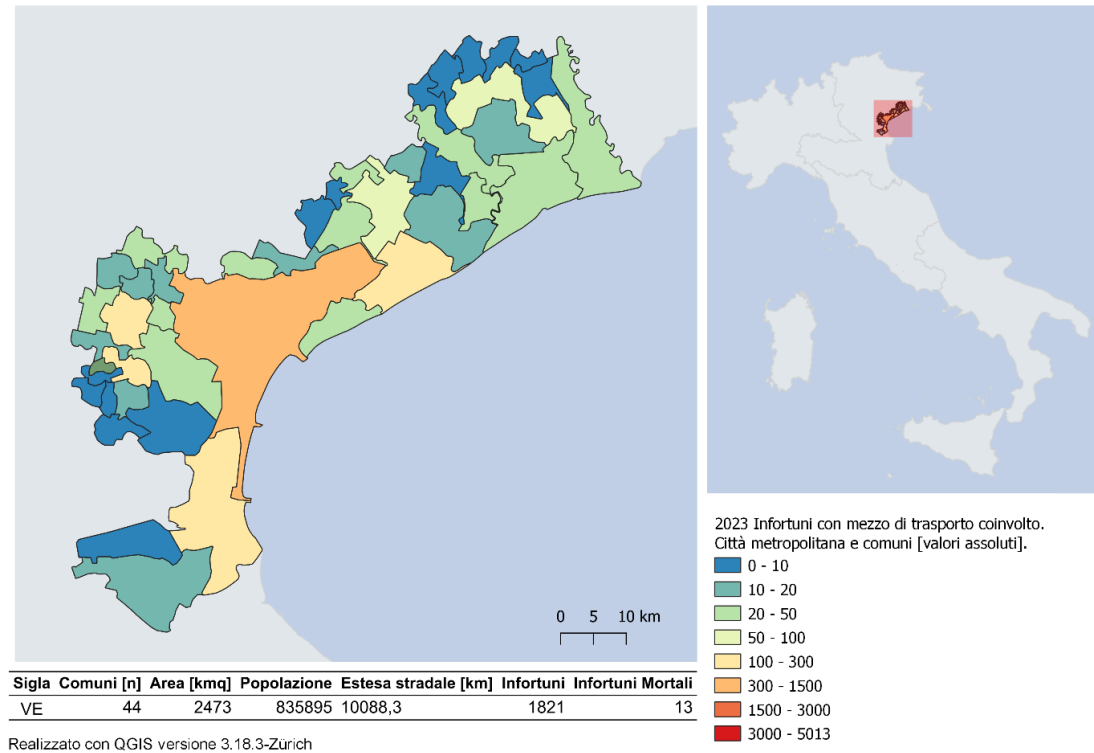 2023 Infortuni con mezzo di trasporto coinvolto.
Città metropolitana e comuni [valori assoluti].
0 - 10
10 - 20
20 - 50
50 - 100
100 - 300
300 - 1500
1500 - 3000
3000 - 5013
0 5 10 km
Sigla Comuni [n] Area [kmq] Popolazione Estesa stradale [km] Infortuni Infortuni Mortali
VE 44 2473 835895 10088,3 1821 13
Realizzato con QGIS versione 3.18.3-Zürich